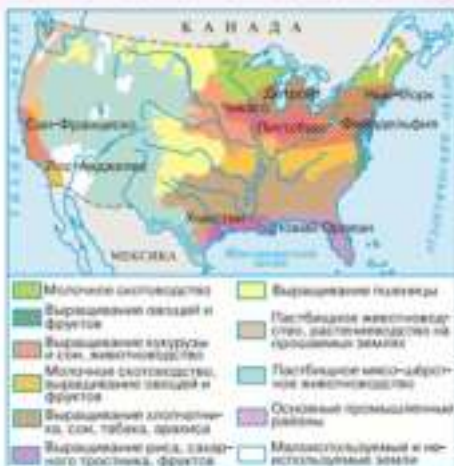 КАНАДА
Детройт
Чикаго
Нью-Йорк
Питсбург
Филадельфия
Сан-Франциско
Лос-Анджелес
Хьюстон
Новый Орлеан
МЕКСИКА
Молочное скотоводство
Выращивание овощей и
фруктов
Выращивание кукурузы
и сои, животноводство
Молочное скотоводство,
выращивание овощей и
фруктов
Выращивание хлопчатни-
ка, сои, табака, арахиса
Выращивание риса, сахар-
ного тростника, фруктов
Выращивание пшеницы
Пастбищное животновод-
ство, растениеводство на
орошаемых землях
Пастбищное мясо-шёрст-
ное животноводство
Основные промышленные
районы
Малоиспользуемые и не-
используемые земли